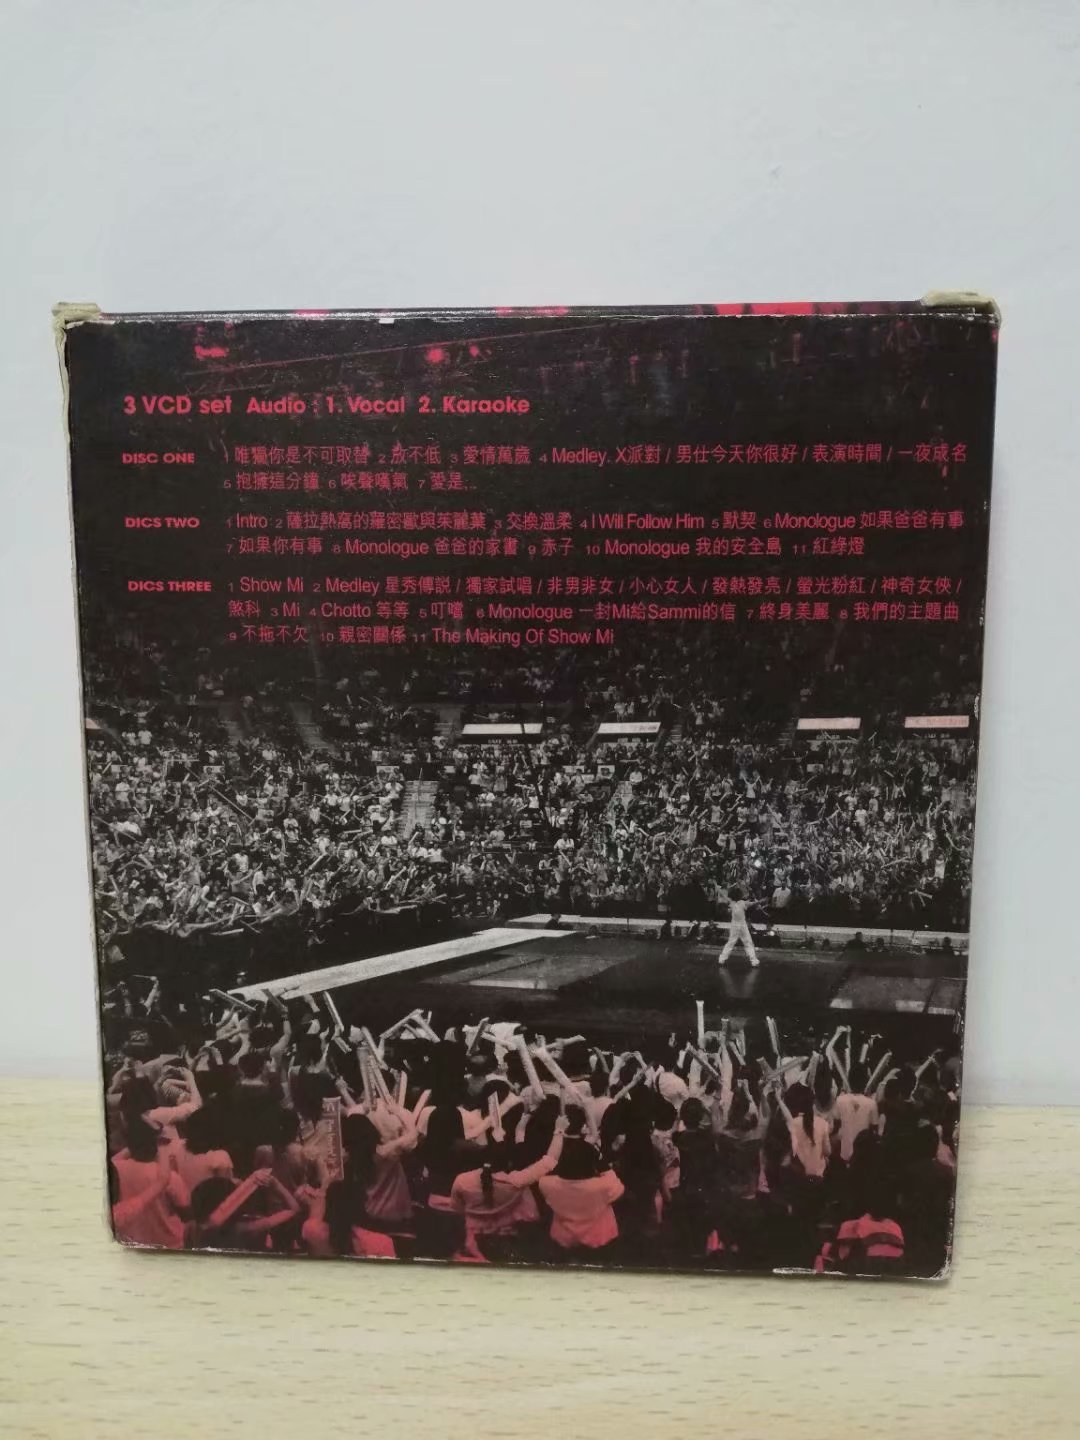 3 VCD set Audio : 1. Vocal 2. Karaoke
DISC ONE 1 唯獨你是不可取替 2 放不低 3 愛情萬歲 4 Medley. X派對 / 男仕今天你很好 / 表演時間 / 一夜成名
5 抱擁這分鐘 6 唉聲嘆氣 7 愛是...
DICS TWO 1 Intro 2 薩拉熱窩的羅密歐與茱麗葉 3 交換溫柔 4 I Will Follow Him 5 默契 6 Monologue 如果爸爸有事
7 如果你有事 8 Monologue 爸爸的家書 9 赤子 10 Monologue 我的安全島 11 紅綠燈
DICS THREE 1 Show Mi 2 Medley 星秀傳説 / 獨家試唱 / 非男非女 / 小心女人 / 發熱發亮 / 螢光粉紅 / 神奇女俠 /
煞科 3 Mi 4 Chotto 等等 5 叮噹 6 Monologue 一封Mi給Sammi的信 7 終身美麗 8 我們的主題曲
9 不拖不欠 10 親密關係 11 The Making Of Show Mi